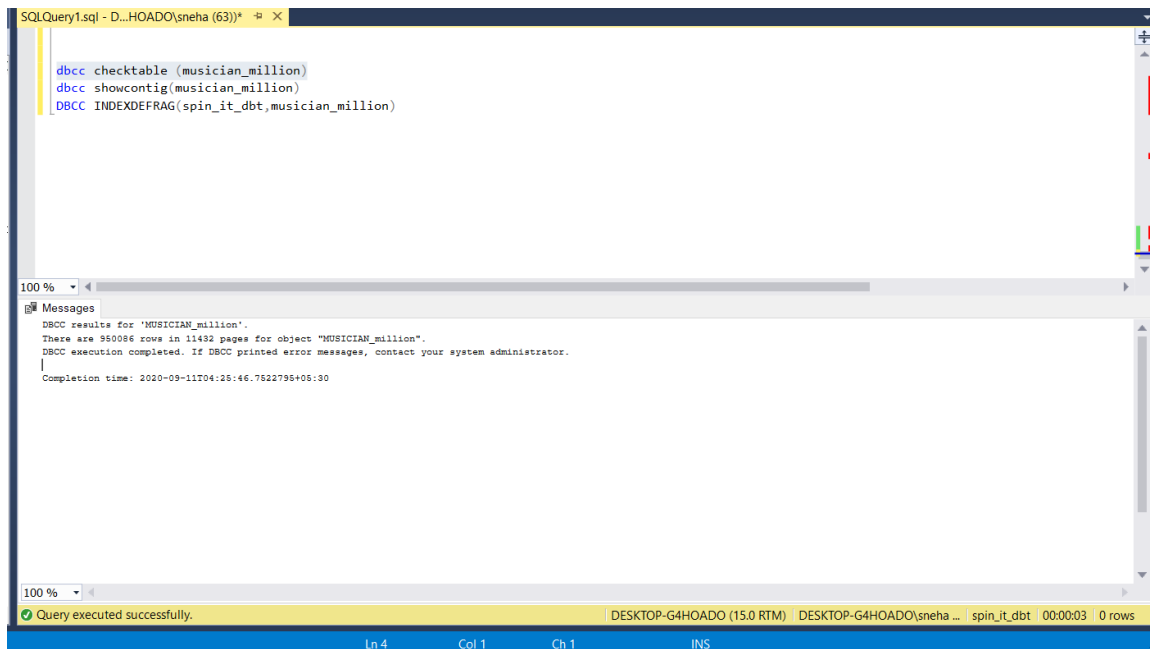 SQLQuery1.sql - D...HOADO\sneha (63))*
dbcc checktable (musician_million)
dbcc showcontig(musician_million)
DBCC INDEXDEFRAG(spin_it_dbt,musician_million)
100 %
Messages
DBCC results for 'MUSICIAN_million'.
There are 950086 rows in 11432 pages for object "MUSICIAN_million".
DBCC execution completed. If DBCC printed error messages, contact your system administrator.
Completion time: 2020-09-11T04:25:46.7522795+05:30
100 %
Query executed successfully. DESKTOP-G4HOADO (15.0 RTM) DESKTOP-G4HOADO\sneha ... spin_it_dbt 00:00:03 0 rows
Ln 4 Col 1 Ch 1 INS